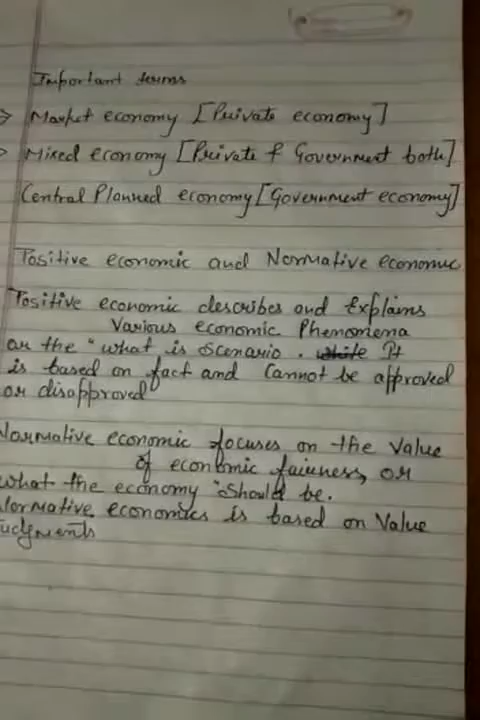 Important terms
Market economy [Private economy]
Mixed economy [Private & Government both]
Central Planned economy [Government economy]
Positive economic and Normative economic
Positive economic describes and Explains
Various economic Phenomena
or the "what is Scenario. while It
is based on fact and Cannot be approved
or disapproved
Normative economic focuses on the Value
of economic fairness, or
what the economy "Should be.
Normative economics is based on Value
Judgments